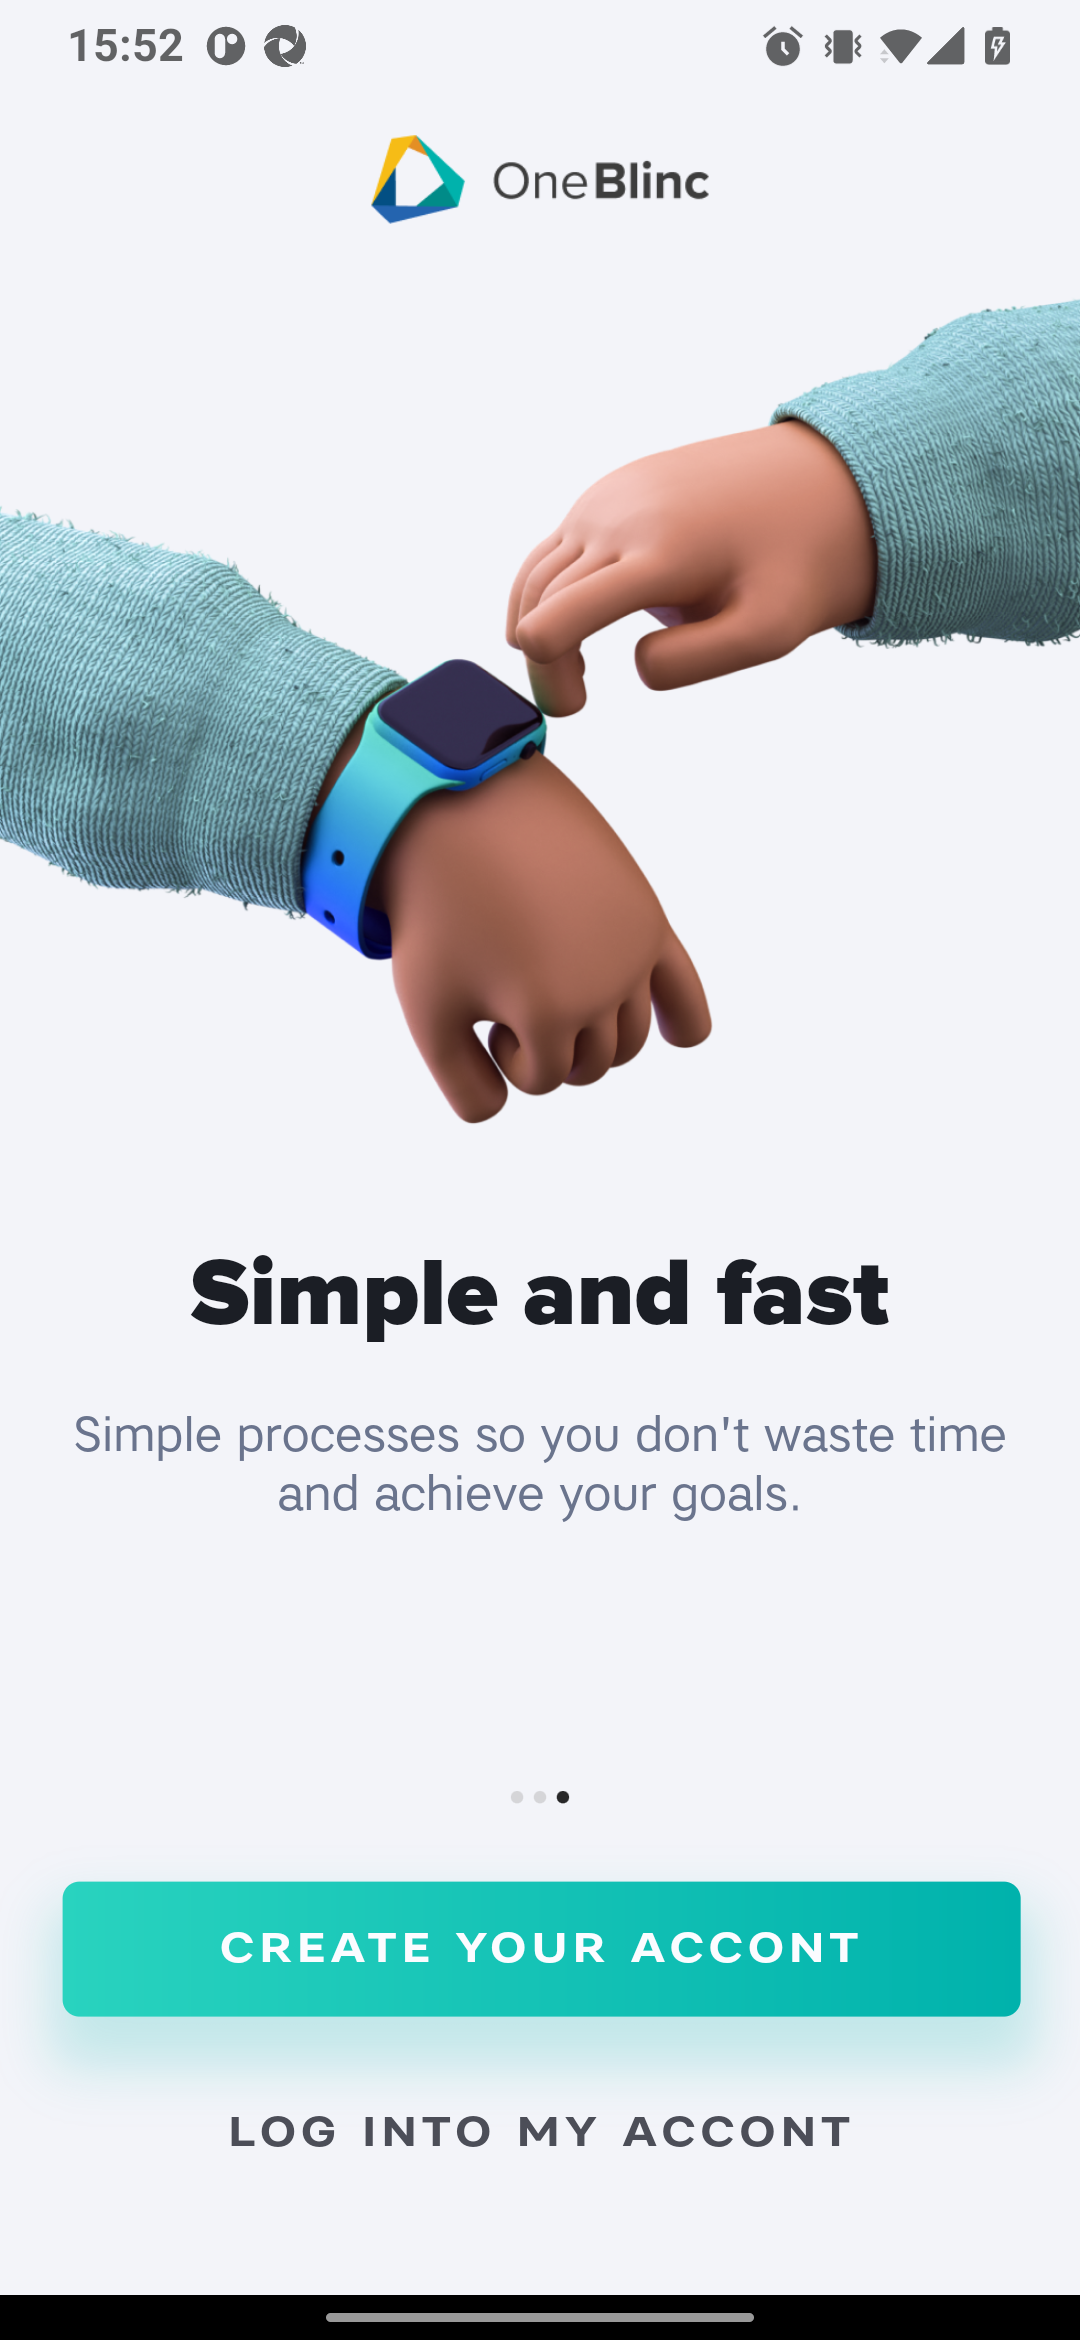 15:52
OneBlinc
Simple and fast
Simple processes so you don't waste time
and achieve your goals.
CREATE YOUR ACCONT
LOG INTO MY ACCONT